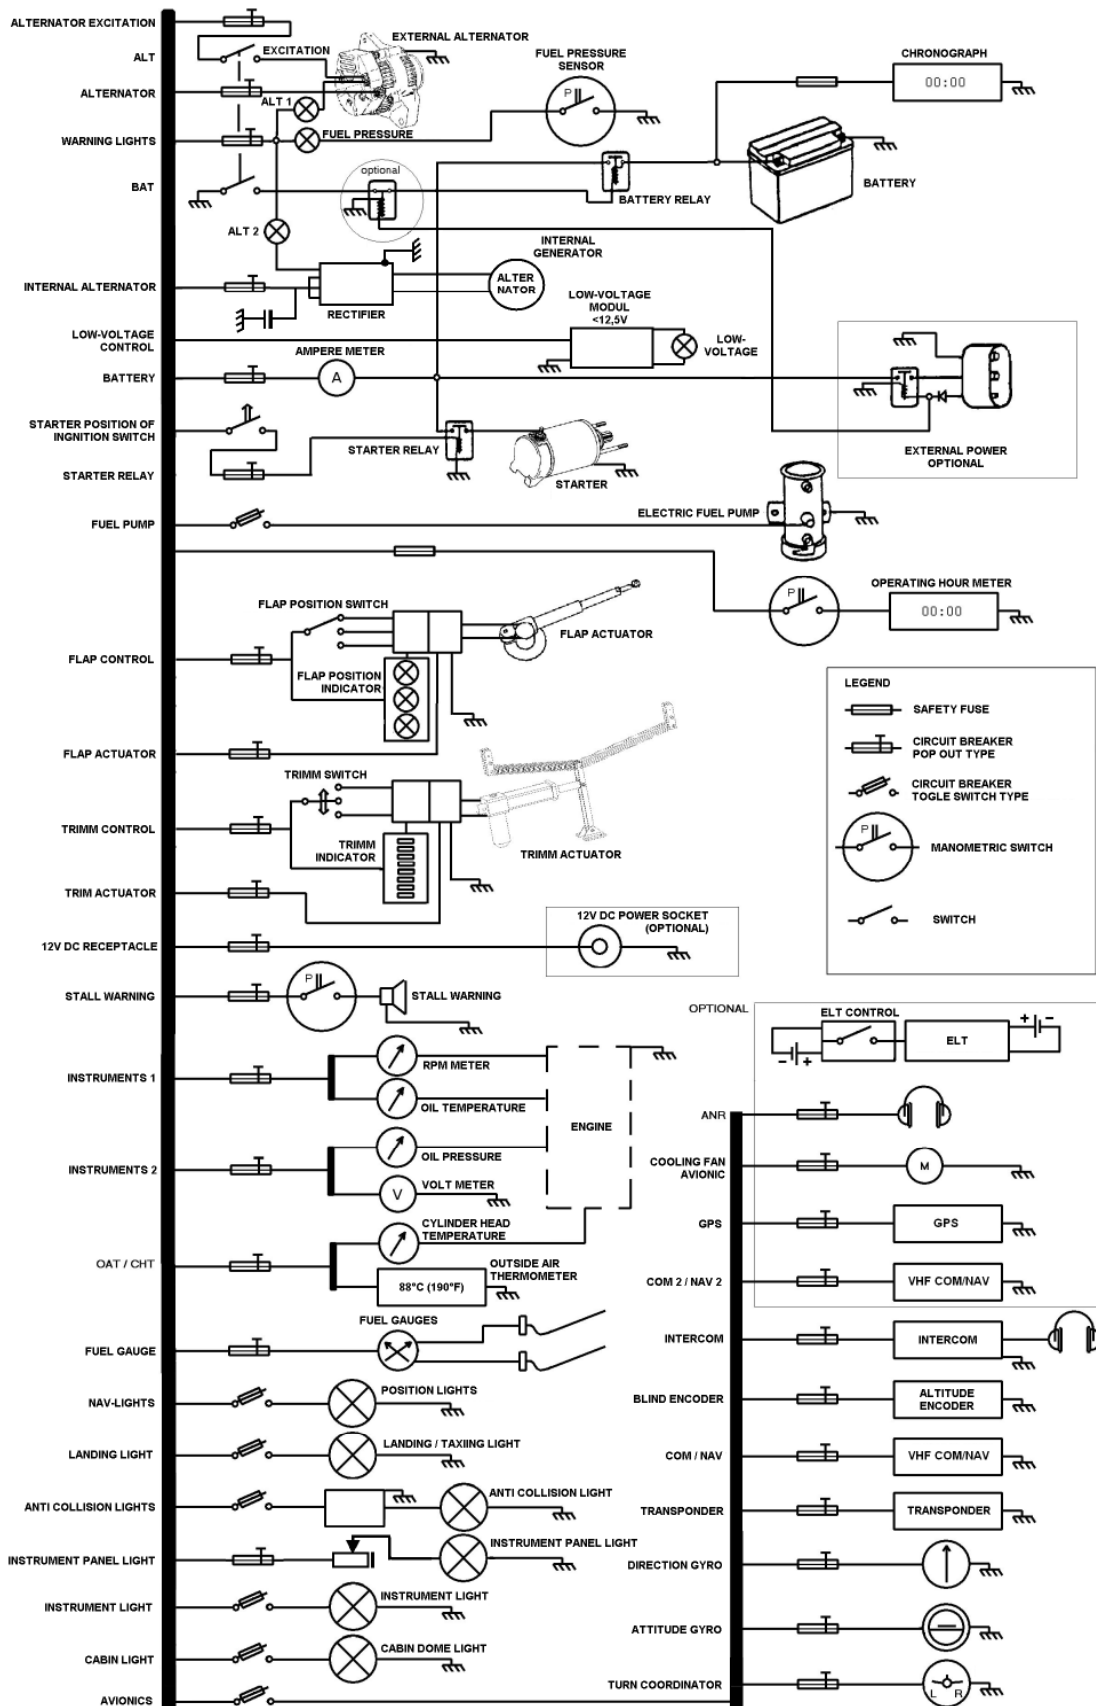 ALTERNATOR EXCITATION
ALT
EXCITATION
EXTERNAL ALTERNATOR
ALTERNATOR
ALT 1
WARNING LIGHTS
FUEL PRESSURE
FUEL PRESSURE
SENSOR
P
CHRONOGRAPH
00:00
BATTERY
BAT
optional
BATTERY RELAY
ALT 2
INTERNAL
GENERATOR
ALTER
NATOR
INTERNAL ALTERNATOR
RECTIFIER
LOW-VOLTAGE
MODUL
<12,5V
LOW-VOLTAGE
CONTROL
LOW-
VOLTAGE
AMPERE METER
BATTERY
A
STARTER POSITION OF
INGNITION SWITCH
STARTER RELAY
STARTER RELAY
STARTER
EXTERNAL POWER
OPTIONAL
FUEL PUMP
ELECTRIC FUEL PUMP
OPERATING HOUR METER
P
00:00
FLAP POSITION SWITCH
FLAP ACTUATOR
FLAP CONTROL
FLAP POSITION
INDICATOR
FLAP ACTUATOR
LEGEND
SAFETY FUSE
CIRCUIT BREAKER
POP OUT TYPE
CIRCUIT BREAKER
TOGLE SWITCH TYPE
P
MANOMETRIC SWITCH
SWITCH
TRIMM SWITCH
TRIMM CONTROL
TRIMM
INDICATOR
TRIMM ACTUATOR
TRIM ACTUATOR
12V DC RECEPTACLE
12V DC POWER SOCKET
(OPTIONAL)
STALL WARNING
P
STALL WARNING
INSTRUMENTS 1
RPM METER
OIL TEMPERATURE
ENGINE
INSTRUMENTS 2
OIL PRESSURE
V
VOLT METER
OAT / CHT
CYLINDER HEAD
TEMPERATURE
88°C (190°F)
OUTSIDE AIR
THERMOMETER
FUEL GAUGE
FUEL GAUGES
NAV-LIGHTS
POSITION LIGHTS
LANDING LIGHT
LANDING / TAXIING LIGHT
ANTI COLLISION LIGHTS
ANTI COLLISION LIGHT
INSTRUMENT PANEL LIGHT
INSTRUMENT PANEL LIGHT
INSTRUMENT LIGHT
INSTRUMENT LIGHT
CABIN LIGHT
CABIN DOME LIGHT
AVIONICS
OPTIONAL
ELT CONTROL
- +
ELT
+ -
ANR
COOLING FAN
AVIONIC
M
GPS
GPS
COM 2 / NAV 2
VHF COM/NAV
INTERCOM
INTERCOM
BLIND ENCODER
ALTITUDE
ENCODER
COM / NAV
VHF COM/NAV
TRANSPONDER
TRANSPONDER
DIRECTION GYRO
ATTITUDE GYRO
TURN COORDINATOR
L R